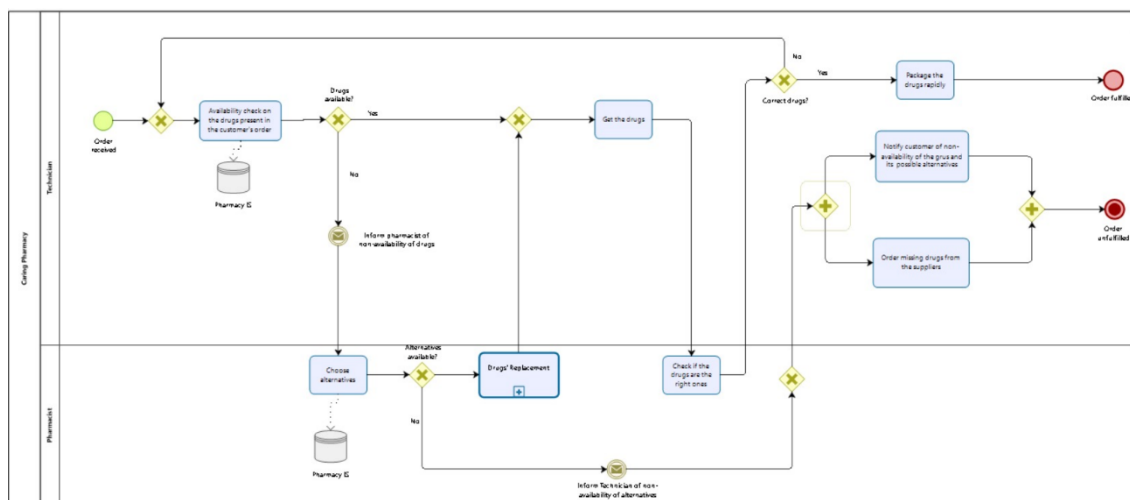 Caring Pharmacy
Technician
Order
received
Availability check on
the drugs present in
the customer's order
Pharmacy IS
Drugs
available?
Yes
No
Inform pharmacist of
non-availability of drugs
Get the drugs
No
Correct drugs?
Yes
Package the
drugs rapidly
Order fulfilled
Notify customer of non-
availability of the grus and
its possible alternatives
Order missing drugs from
the suppliers
Order
unfulfilled
Pharmacist
Choose
alternatives
Pharmacy IS
Alternatives
available?
No
Drugs' Replacement
Check if the
drugs are the
right ones
Inform Technician of non-
availability of alternatives